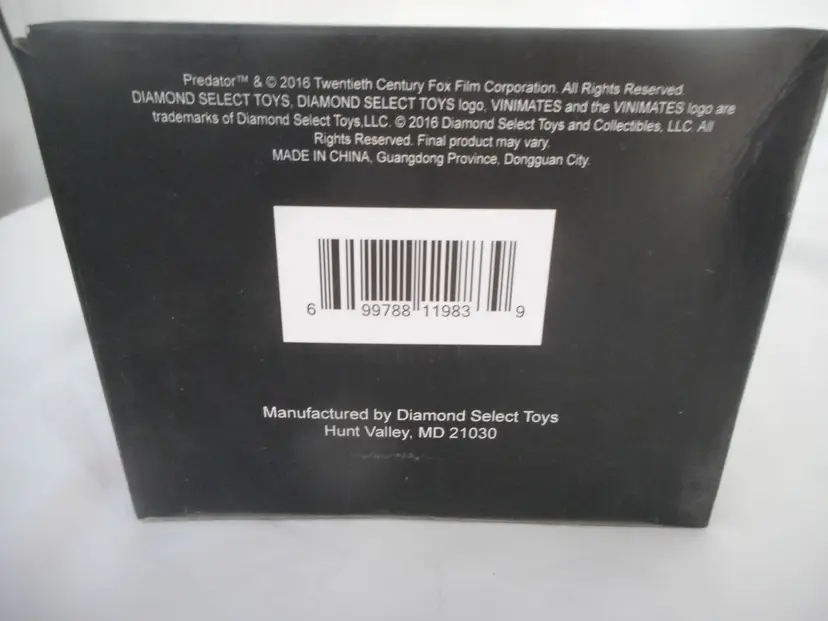 Predator™ & © 2016 Twentieth Century Fox Film Corporation. All Rights Reserved.
DIAMOND SELECT TOYS, DIAMOND SELECT TOYS logo, VINIMATES and the VINIMATES logo are
trademarks of Diamond Select Toys,LLC. © 2016 Diamond Select Toys and Collectibles, LLC. All
Rights Reserved. Final product may vary.
MADE IN CHINA, Guangdong Province, Dongguan City.
6 99788 11983 9
Manufactured by Diamond Select Toys
Hunt Valley, MD 21030